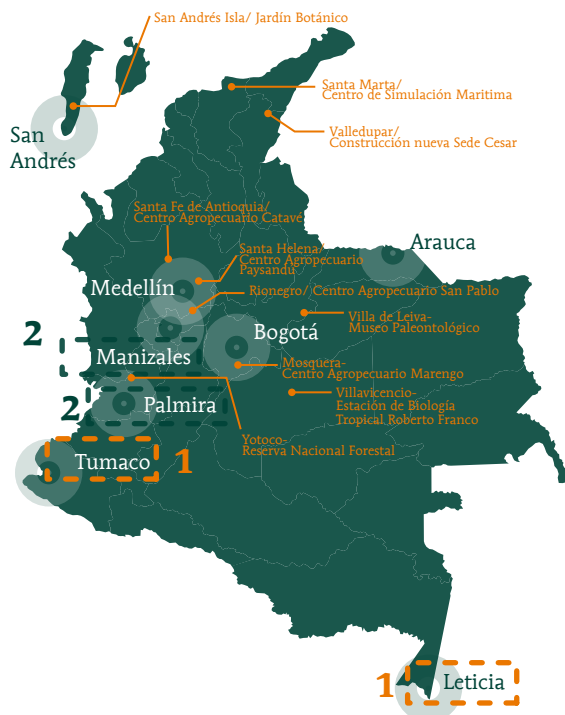 San Andrés Isla/ Jardín Botánico
Santa Marta/
Centro de Simulación Maritima
Valledupar/
Construcción nueva Sede Cesar
San
Andrés
Santa Fe de Antioquia/
Centro Agropecuario Catavé
Arauca
Santa Helena/
Centro Agropecuario
Paysandú
Medellín
Rionegro/ Centro Agropecuario San Pablo
Villa de Leiva-
Museo Paleontológico
2
Manizales
Bogotá
Mosquera-
Centro Agropecuario Marengo
2
Palmira
Villavicencio-
Estación de Biología
Tropical Roberto Franco
Yotoco-
Reserva Nacional Forestal
Tumaco
1
1
Leticia